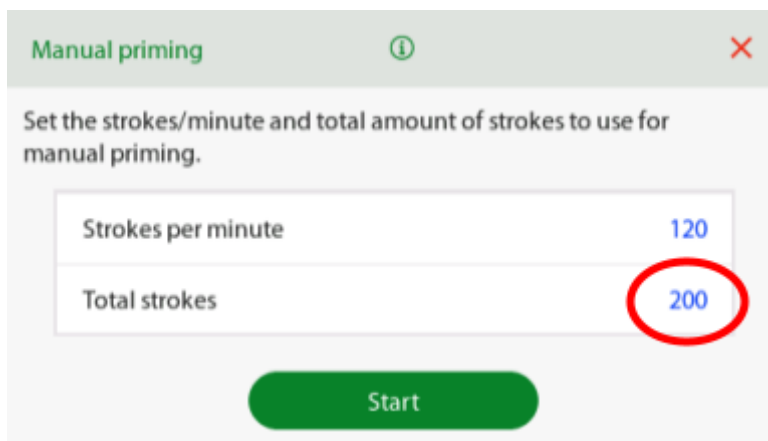 Manual priming
Set the strokes/minute and total amount of strokes to use for
manual priming.
Strokes per minute 120
Total strokes 200
Start